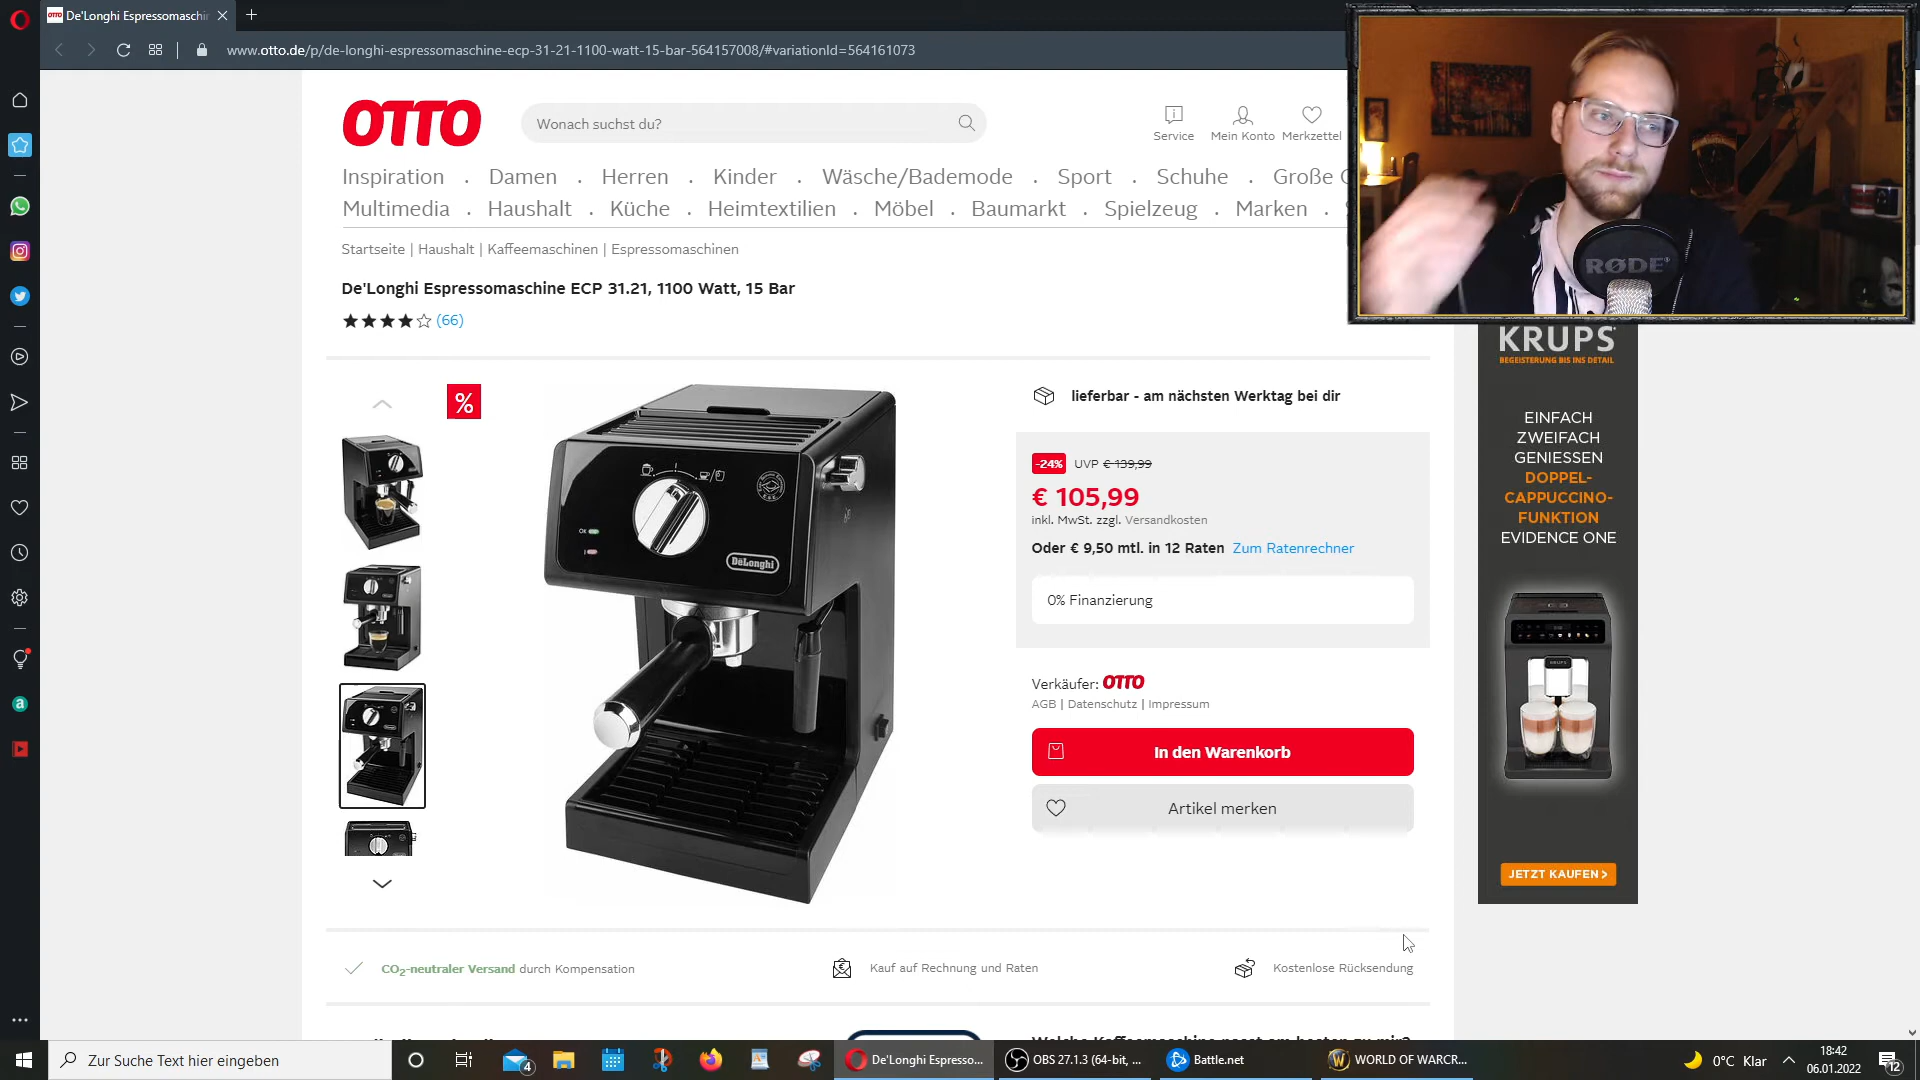 OTTO De'Longhi Espressomaschin
www.otto.de/p/de-longhi-espressomaschine-ecp-31-21-1100-watt-15-bar-564157008/#variationId=564161073
OTTO
Wonach suchst du?
Service
Mein Konto
Merkzettel
Inspiration . Damen . Herren . Kinder . Wäsche/Bademode . Sport . Schuhe . Große
Multimedia . Haushalt . Küche . Heimtextilien . Möbel . Baumarkt . Spielzeug . Marken .
Startseite | Haushalt | Kaffeemaschinen | Espressomaschinen
De'Longhi Espressomaschine ECP 31.21, 1100 Watt, 15 Bar
(66)
%
OK
DeLonghi
lieferbar - am nächsten Werktag bei dir
-24% UVP € 139,99
€ 105,99
inkl. MwSt. zzgl. Versandkosten
Oder € 9,50 mtl. in 12 Raten Zum Ratenrechner
0% Finanzierung
Verkäufer: OTTO
AGB | Datenschutz | Impressum
In den Warenkorb
Artikel merken
RØDE
KRUPS
BEGEISTERUNG BIS INS DETAIL
EINFACH
ZWEIFACH
GENIESSEN
DOPPEL-
CAPPUCCINO-
FUNKTION
EVIDENCE ONE
KRUPS
JETZT KAUFEN >
CO2-neutraler Versand durch Kompensation
Kauf auf Rechnung und Raten
Kostenlose Rücksendung
Zur Suche Text hier eingeben
4
De'Longhi Espresso...
OBS 27.1.3 (64-bit, ...
Battle.net
WORLD OF WARCR...
0°C Klar
18:42
06.01.2022
12